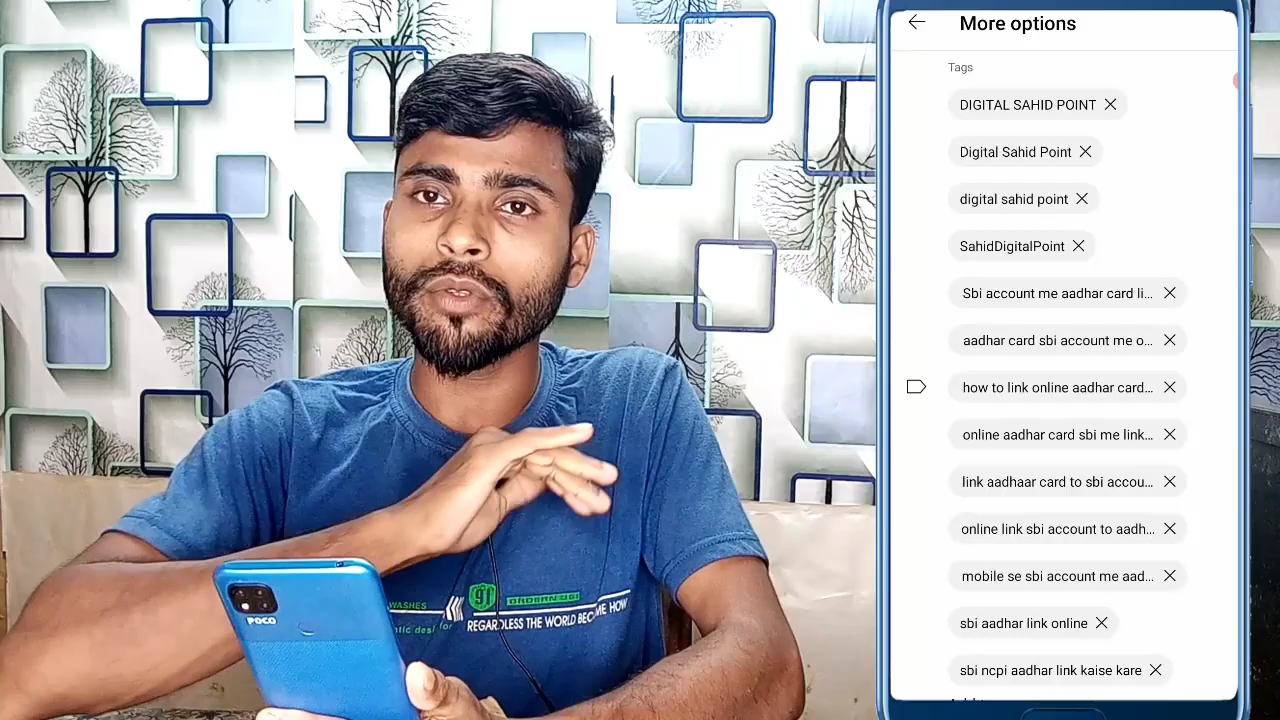 More options
Tags
DIGITAL SAHID POINT
Digital Sahid Point
digital sahid point
SahidDigitalPoint
Sbi account me aadhar card li...
aadhar card sbi account me o...
how to link online aadhar card...
online aadhar card sbi me link...
link aadhaar card to sbi accou...
online link sbi account to aadh...
mobile se sbi account me aad...
sbi aadhar link online
sbi ncpi aadhar link kaise kare
POCO
WASHES
REGARDLESS THE WORLD BECOME HOW